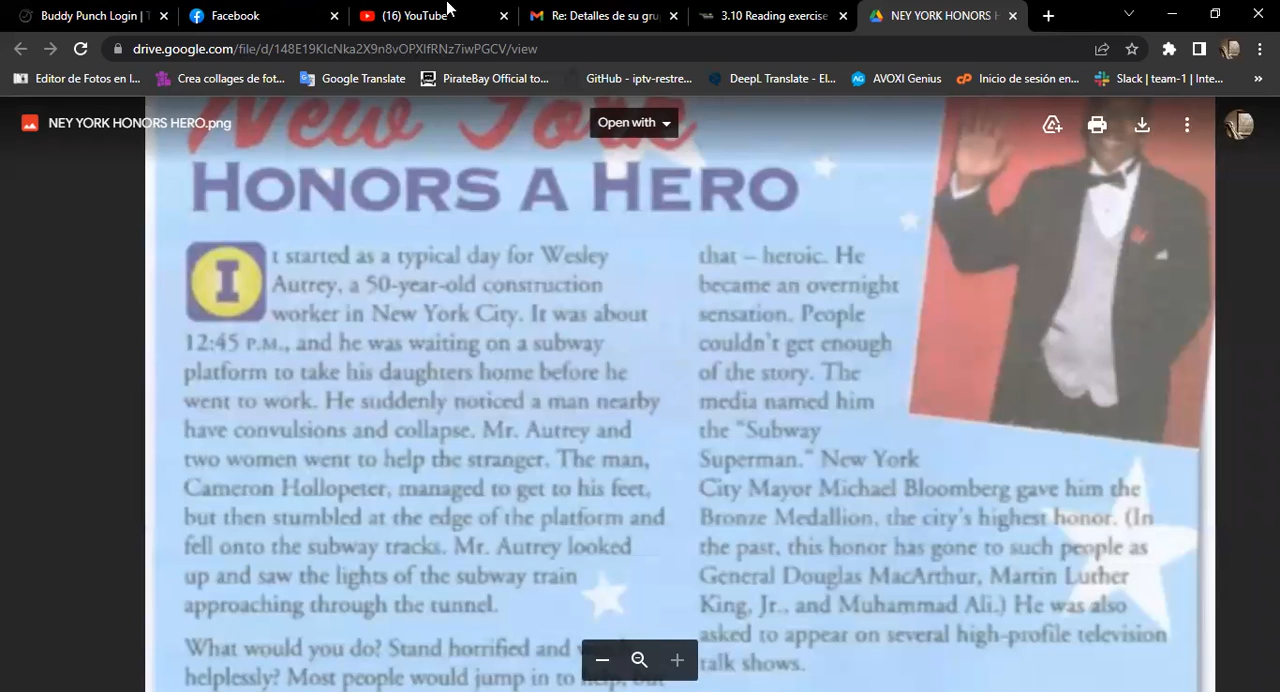 Buddy Punch Login | T
Facebook
(16) YouTube
Re: Detalles de su gru
3.10 Reading exercise
NEY YORK HONORS H
drive.google.com/file/d/148E19KIcNka2X9n8vOPXlfRNz7iwPGCV/view
Editor de Fotos en l...
Crea collages de fot...
Google Translate
PirateBay Official to...
GitHub - iptv-restre...
DeepL Translate - El...
AVOXI Genius
Inicio de sesión en...
Slack | team-1 | Inte...
NEY YORK HONORS HERO.png
Open with
New York
HONORS A HERO
It started as a typical day for Wesley
Autrey, a 50-year-old construction
worker in New York City. It was about
12:45 P.M., and he was waiting on a subway
platform to take his daughters home before he
went to work. He suddenly noticed a man nearby
have convulsions and collapse. Mr. Autrey and
two women went to help the stranger. The man,
Cameron Hollopeter, managed to get to his feet,
but then stumbled at the edge of the platform and
fell onto the subway tracks. Mr. Autrey looked
up and saw the lights of the subway train
approaching through the tunnel.
What would you do? Stand horrified and
helplessly? Most people would jump in to help, but
that – heroic. He
became an overnight
sensation. People
couldn't get enough
of the story. The
media named him
the "Subway
Superman." New York
City Mayor Michael Bloomberg gave him the
Bronze Medallion, the city's highest honor. (In
the past, this honor has gone to such people as
General Douglas MacArthur, Martin Luther
King, Jr., and Muhammad Ali.) He was also
asked to appear on several high-profile television
talk shows.